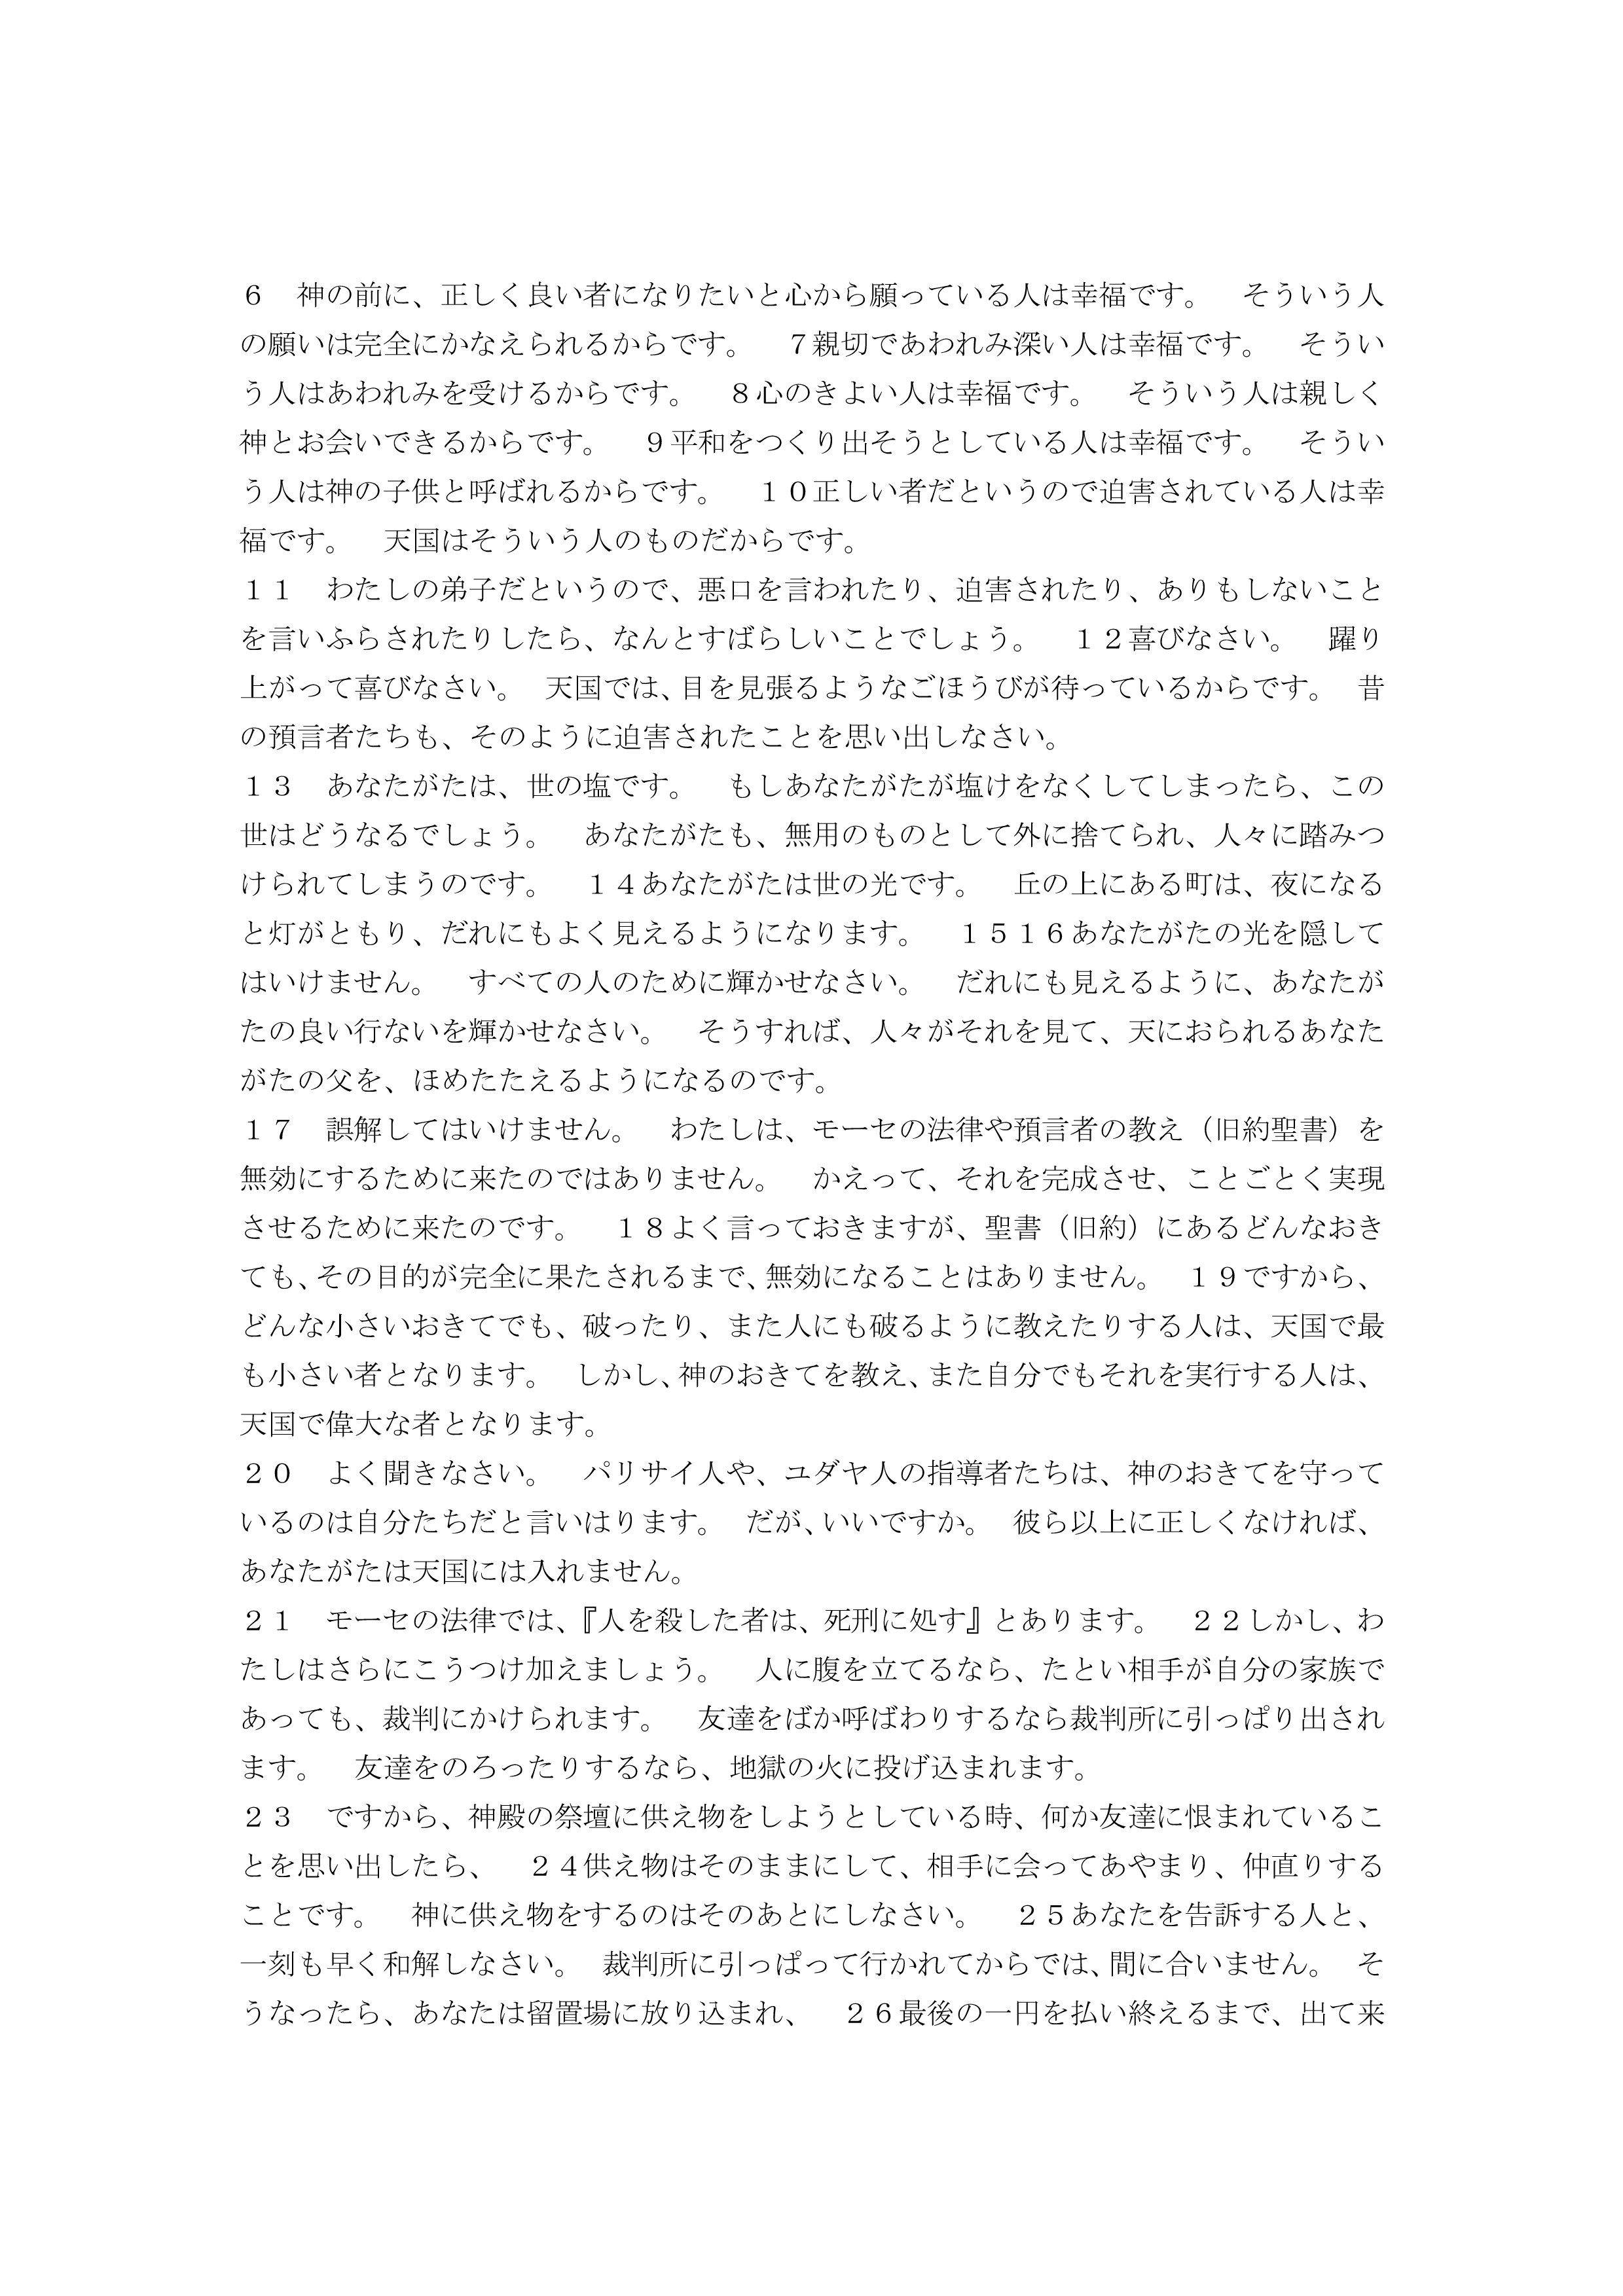 ６　神の前に、正しく良い者になりたいと心から願っている人は幸福です。　そういう人
の願いは完全にかなえられるからです。　７親切であわれみ深い人は幸福です。　そうい
う人はあわれみを受けるからです。　８心のきよい人は幸福です。　そういう人は親しく
神とお会いできるからです。　９平和をつくり出そうとしている人は幸福です。　そうい
う人は神の子供と呼ばれるからです。　１０正しい者だというので迫害されている人は幸
福です。　天国はそういう人のものだからです。
１１　わたしの弟子だというので、悪口を言われたり、迫害されたり、ありもしないこと
を言いふらされたりしたら、なんとすばらしいことでしょう。　１２喜びなさい。　躍り
上がって喜びなさい。　天国では、目を見張るようなごほうびが待っているからです。　昔
の預言者たちも、そのように迫害されたことを思い出しなさい。
１３　あなたがたは、世の塩です。　もしあなたがたが塩けをなくしてしまったら、この
世はどうなるでしょう。　あなたがたも、無用のものとして外に捨てられ、人々に踏みつ
けられてしまうのです。　１４あなたがたは世の光です。　丘の上にある町は、夜になる
と灯がともり、だれにもよく見えるようになります。　１５１６あなたがたの光を隠して
はいけません。　すべての人のために輝かせなさい。　だれにも見えるように、あなたが
たの良い行ないを輝かせなさい。　そうすれば、人々がそれを見て、天におられるあなた
がたの父を、ほめたたえるようになるのです。
１７　誤解してはいけません。　わたしは、モーセの法律や預言者の教え（旧約聖書）を
無効にするために来たのではありません。　かえって、それを完成させ、ことごとく実現
させるために来たのです。　１８よく言っておきますが、聖書（旧約）にあるどんなおき
ても、その目的が完全に果たされるまで、無効になることはありません。　１９ですから、
どんな小さいおきてでも、破ったり、また人にも破るように教えたりする人は、天国で最
も小さい者となります。　しかし、神のおきてを教え、また自分でもそれを実行する人は、
天国で偉大な者となります。
２０　よく聞きなさい。　パリサイ人や、ユダヤ人の指導者たちは、神のおきてを守って
いるのは自分たちだと言いはります。　だが、いいですか。　彼ら以上に正しくなければ、
あなたがたは天国には入れません。
２１　モーセの法律では、『人を殺した者は、死刑に処す』とあります。　２２しかし、わ
たしはさらにこうつけ加えましょう。　人に腹を立てるなら、たとい相手が自分の家族で
あっても、裁判にかけられます。　友達をばか呼ばわりするなら裁判所に引っぱり出され
ます。　友達をのろったりするなら、地獄の火に投げ込まれます。
２３　ですから、神殿の祭壇に供え物をしようとしている時、何か友達に恨まれているこ
とを思い出したら、　２４供え物はそのままにして、相手に会ってあやまり、仲直りする
ことです。　神に供え物をするのはそのあとにしなさい。　２５あなたを告訴する人と、
一刻も早く和解しなさい。　裁判所に引っぱって行かれてからでは、間に合いません。　そ
うなったら、あなたは留置場に放り込まれ、　２６最後の一円を払い終えるまで、出て来